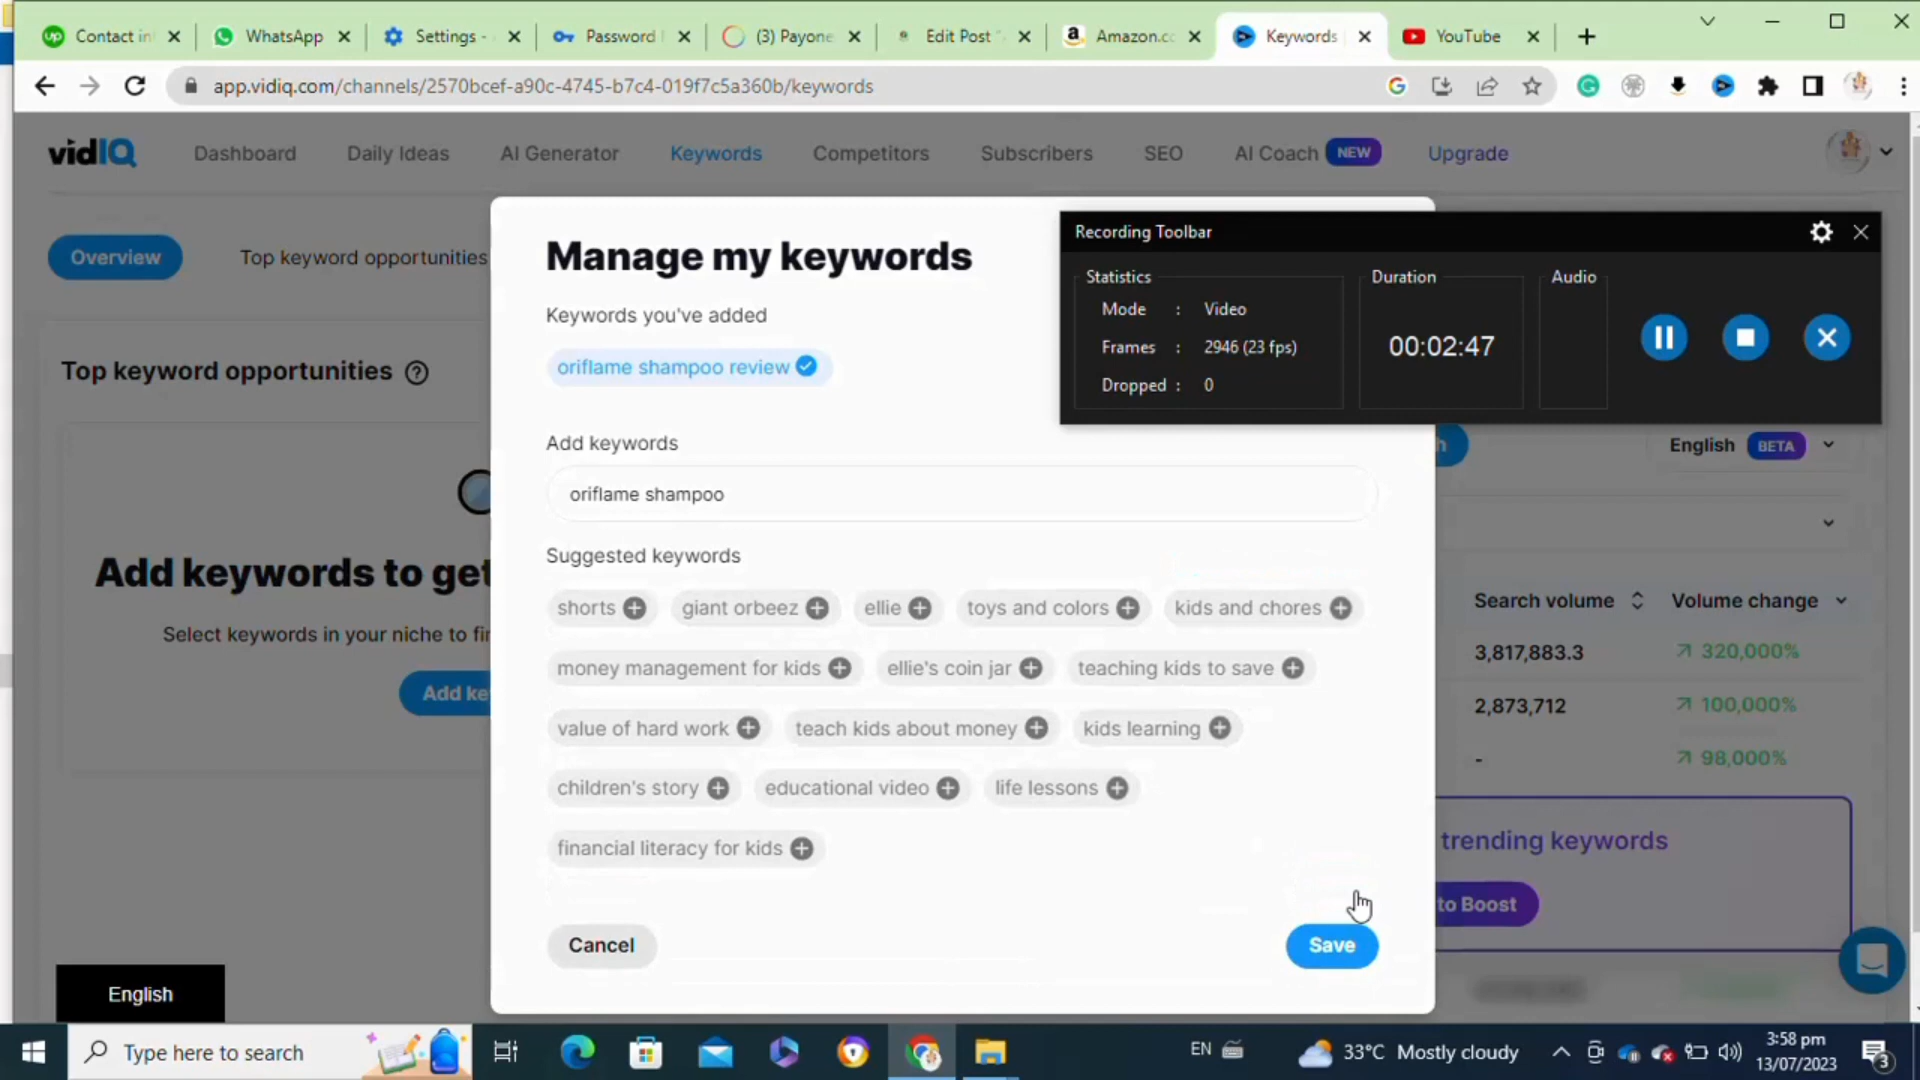 Contact in
WhatsApp
Settings -
Password
(3) Payone
Edit Post
Amazon.co
Keywords
YouTube
app.vidiq.com/channels/2570bcef-a90c-4745-b7c4-019f7c5a360b/keywords
vidIQ
Dashboard
Daily Ideas
AI Generator
Keywords
Competitors
Subscribers
SEO
AI Coach NEW
Upgrade
Overview
Top keyword opportunities
Top keyword opportunities ?
Add keywords to get
Select keywords in your niche to fi
Add ke
Manage my keywords
Keywords you've added
oriflame shampoo review
Add keywords
oriflame shampoo
Suggested keywords
shorts
giant orbeez
ellie
toys and colors
kids and chores
money management for kids
ellie's coin jar
teaching kids to save
value of hard work
teach kids about money
kids learning
children's story
educational video
life lessons
financial literacy for kids
Cancel
Save
Recording Toolbar
Statistics
Mode : Video
Frames : 2946 (23 fps)
Dropped : 0
Duration
00:02:47
Audio
h
English BETA
Search volume
Volume change
3,817,883.3
320,000%
2,873,712
100,000%
-
98,000%
trending keywords
to Boost
English
Type here to search
EN
33°C Mostly cloudy
3:58 pm
13/07/2023
3